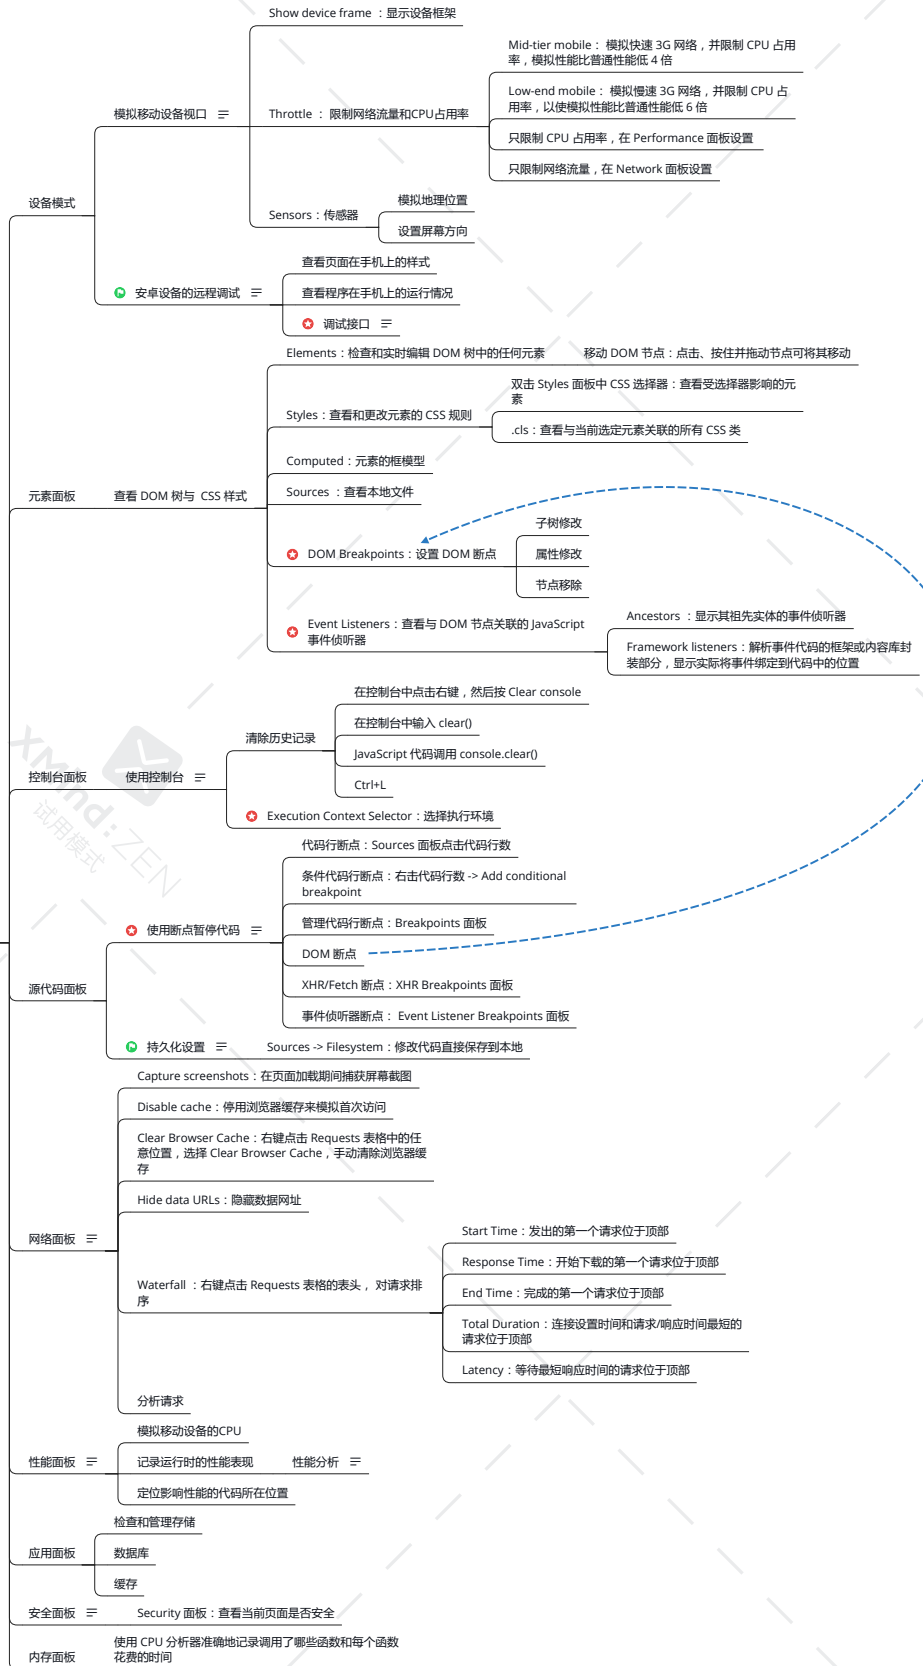 Show device frame ：显示设备框架
Mid-tier mobile： 模拟快速 3G 网络，并限制 CPU 占用
率，模拟性能比普通性能低 4 倍
Low-end mobile： 模拟慢速 3G 网络，并限制 CPU 占
用率，以使模拟性能比普通性能低 6 倍
模拟移动设备视口
Throttle ： 限制网络流量和CPU占用率
只限制 CPU 占用率，在 Performance 面板设置
只限制网络流量，在 Network 面板设置
设备模式
模拟地理位置
Sensors：传感器
设置屏幕方向
查看页面在手机上的样式
安卓设备的远程调试
查看程序在手机上的运行情况
调试接口
Elements：检查和实时编辑 DOM 树中的任何元素
移动 DOM 节点：点击、按住并拖动节点可将其移动
双击 Styles 面板中 CSS 选择器：查看受选择器影响的元
素
Styles：查看和更改元素的 CSS 规则
.cls：查看与当前选定元素关联的所有 CSS 类
Computed：元素的框模型
元素面板
查看 DOM 树与  CSS 样式
Sources ：查看本地文件
子树修改
DOM Breakpoints：设置 DOM 断点
属性修改
节点移除
Event Listeners：查看与 DOM 节点关联的 JavaScript
事件侦听器
Ancestors ：显示其祖先实体的事件侦听器
Framework listeners：解析事件代码的框架或内容库封
装部分，显示实际将事件绑定到代码中的位置
在控制台中点击右键，然后按 Clear console
清除历史记录
在控制台中输入 clear()
JavaScript 代码调用 console.clear()
控制台面板
使用控制台
Ctrl+L
Execution Context Selector：选择执行环境
XMind:ZEN
试用模式
代码行断点：Sources 面板点击代码行数
条件代码行断点：右击代码行数 -> Add conditional
breakpoint
使用断点暂停代码
管理代码行断点：Breakpoints 面板
DOM 断点
源代码面板
XHR/Fetch 断点：XHR Breakpoints 面板
事件侦听器断点： Event Listener Breakpoints 面板
持久化设置
Sources -> Filesystem：修改代码直接保存到本地
Capture screenshots：在页面加载期间捕获屏幕截图
Disable cache：停用浏览器缓存来模拟首次访问
Clear Browser Cache：右键点击 Requests 表格中的任
意位置，选择 Clear Browser Cache，手动清除浏览器缓
存
Hide data URLs：隐藏数据网址
网络面板
Start Time：发出的第一个请求位于顶部
Response Time：开始下载的第一个请求位于顶部
Waterfall ：右键点击 Requests 表格的表头， 对请求排
序
End Time：完成的第一个请求位于顶部
Total Duration：连接设置时间和请求/响应时间最短的
请求位于顶部
Latency：等待最短响应时间的请求位于顶部
分析请求
模拟移动设备的CPU
性能面板
记录运行时的性能表现
性能分析
定位影响性能的代码所在位置
检查和管理存储
应用面板
数据库
缓存
安全面板
Security 面板：查看当前页面是否安全
内存面板
使用 CPU 分析器准确地记录调用了哪些函数和每个函数
花费的时间